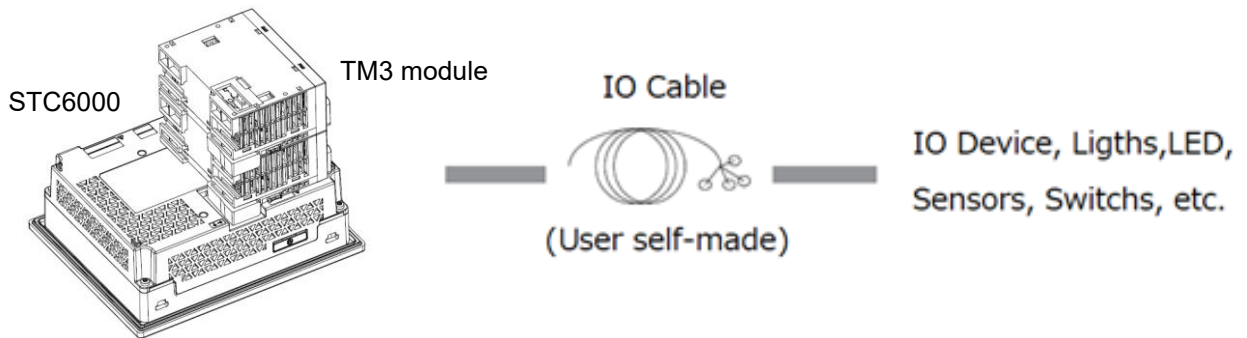 TM3 module
STC6000
IO Cable
(User self-made)
IO Device, Ligths,LED,
Sensors, Switchs, etc.